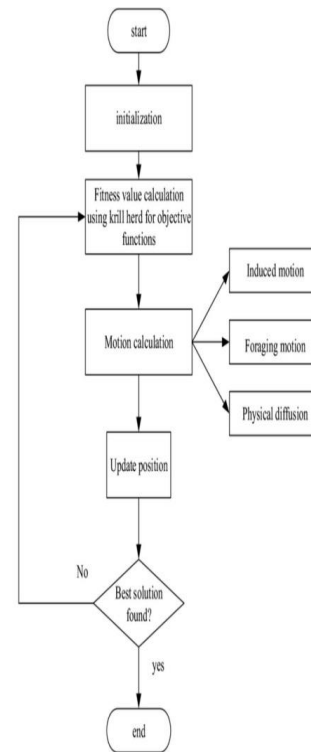 start
initialization
Fitness value calculation
using krill herd for objective
functions
Induced motion
Motion calculation
Foraging motion
Physical diffusion
Update position
No
Best solution
found?
yes
end